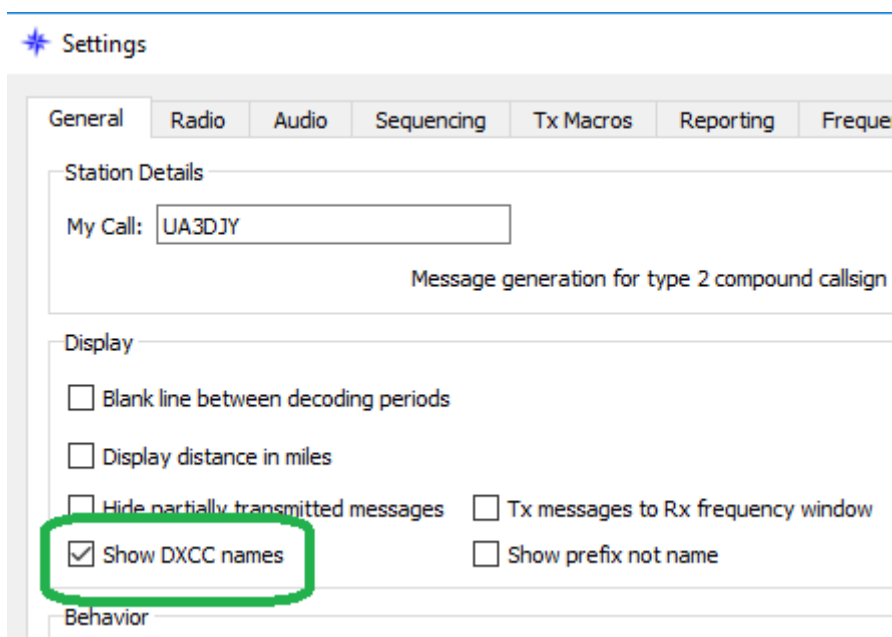 Settings
General Radio Audio Sequencing Tx Macros Reporting Freque
Station Details
My Call: UA3DJY
Message generation for type 2 compound callsign
Display
Blank line between decoding periods
Display distance in miles
Hide partially transmitted messages Tx messages to Rx frequency window
Show DXCC names Show prefix not name
Behavior